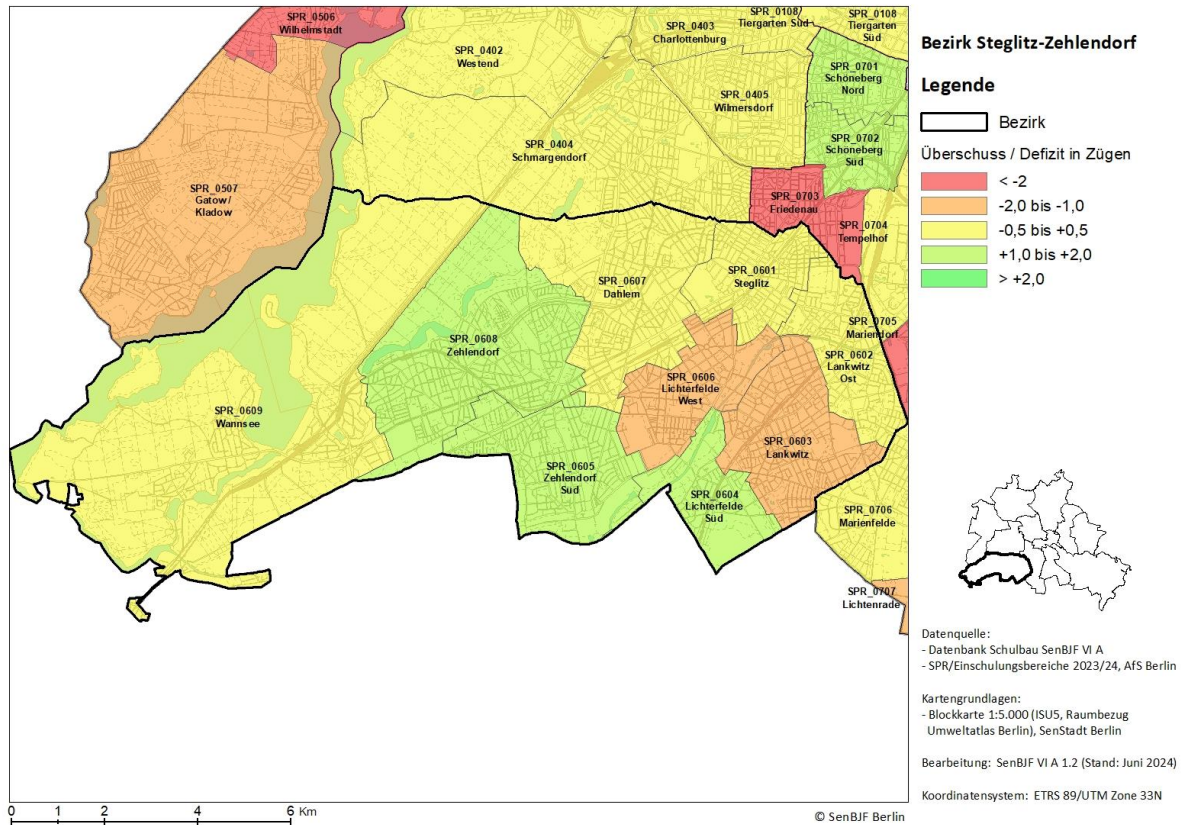 SPR_0506
Wilhelmstadt
SPR_0402
Westend
SPR_0403
Charlottenburg
SPR_0108
Tiergarten Süd
SPR_0108
Tiergarten
Süd
SPR_0701
Schöneberg
Nord
SPR_0405
Wilmersdorf
SPR_0404
Schmargendorf
SPR_0702
Schöneberg
Süd
SPR_0507
Gatow/
Kladow
SPR_0703
Friedenau
SPR_0704
Tempelhof
SPR_0607
Dahlem
SPR_0601
Steglitz
SPR_0705
Mariendorf
SPR_0608
Zehlendorf
SPR_0602
Lankwitz
Ost
SPR_0606
Lichterfelde
West
SPR_0609
Wannsee
SPR_0603
Lankwitz
SPR_0605
Zehlendorf
Süd
SPR_0604
Lichterfelde
Süd
SPR_0706
Marienfelde
SPR_0707
Lichtenrade
0 1 2 4 6 Km
© SenBJF Berlin
Bezirk Steglitz-Zehlendorf
Legende
Bezirk
Überschuss / Defizit in Zügen
< -2
-2,0 bis -1,0
-0,5 bis +0,5
+1,0 bis +2,0
> +2,0
Datenquelle:
- Datenbank Schulbau SenBJF VI A
- SPR/Einschulungsbereiche 2023/24, AfS Berlin
Kartengrundlagen:
- Blockkarte 1:5.000 (ISU5, Raumbezug
Umweltatlas Berlin), SenStadt Berlin
Bearbeitung: SenBJF VI A 1.2 (Stand: Juni 2024)
Koordinatensystem: ETRS 89/UTM Zone 33N